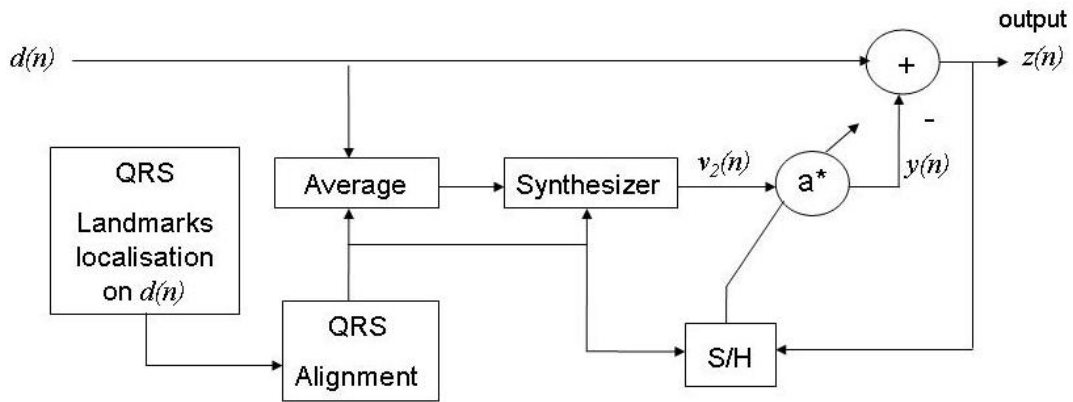 output
d(n)
+
z(n)
-
QRS
Landmarks
localisation
on d(n)
Average
Synthesizer
v2(n)
a*
y(n)
QRS
Alignment
S/H